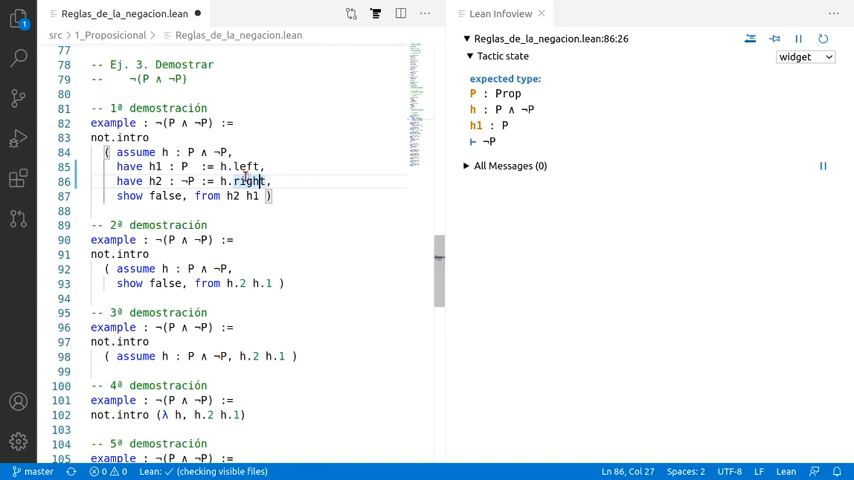 Reglas_de_la_negacion.lean ●
Lean Infoview ×
src > 1_Proposicional > Reglas_de_la_negacion.lean
Reglas_de_la_negacion.lean:86:26
Tactic state
widget
expected type:
P : Prop
h : P ∧ ¬P
h1 : P
⊢ ¬P
All Messages (0)
77
78 -- Ej. 3. Demostrar
79 --    ¬(P ∧ ¬P)
80
81 -- 1ª demostración
82 example : ¬(P ∧ ¬P) :=
83 not.intro
84   ( assume h : P ∧ ¬P,
85     have h1 : P  := h.left,
86     have h2 : ¬P := h.right,
87     show false, from h2 h1 )
88
89 -- 2ª demostración
90 example : ¬(P ∧ ¬P) :=
91 not.intro
92   ( assume h : P ∧ ¬P,
93     show false, from h.2 h.1 )
94
95 -- 3ª demostración
96 example : ¬(P ∧ ¬P) :=
97 not.intro
98   ( assume h : P ∧ ¬P, h.2 h.1 )
99
100 -- 4ª demostración
101 example : ¬(P ∧ ¬P) :=
102 not.intro (λ h, h.2 h.1)
103
104 -- 5ª demostración
105 example : ¬(P ∧ ¬P) :=
1
master 0 0 Lean: ✓ (checking visible files)
Ln 86, Col 27 Spaces: 2 UTF-8 LF Lean